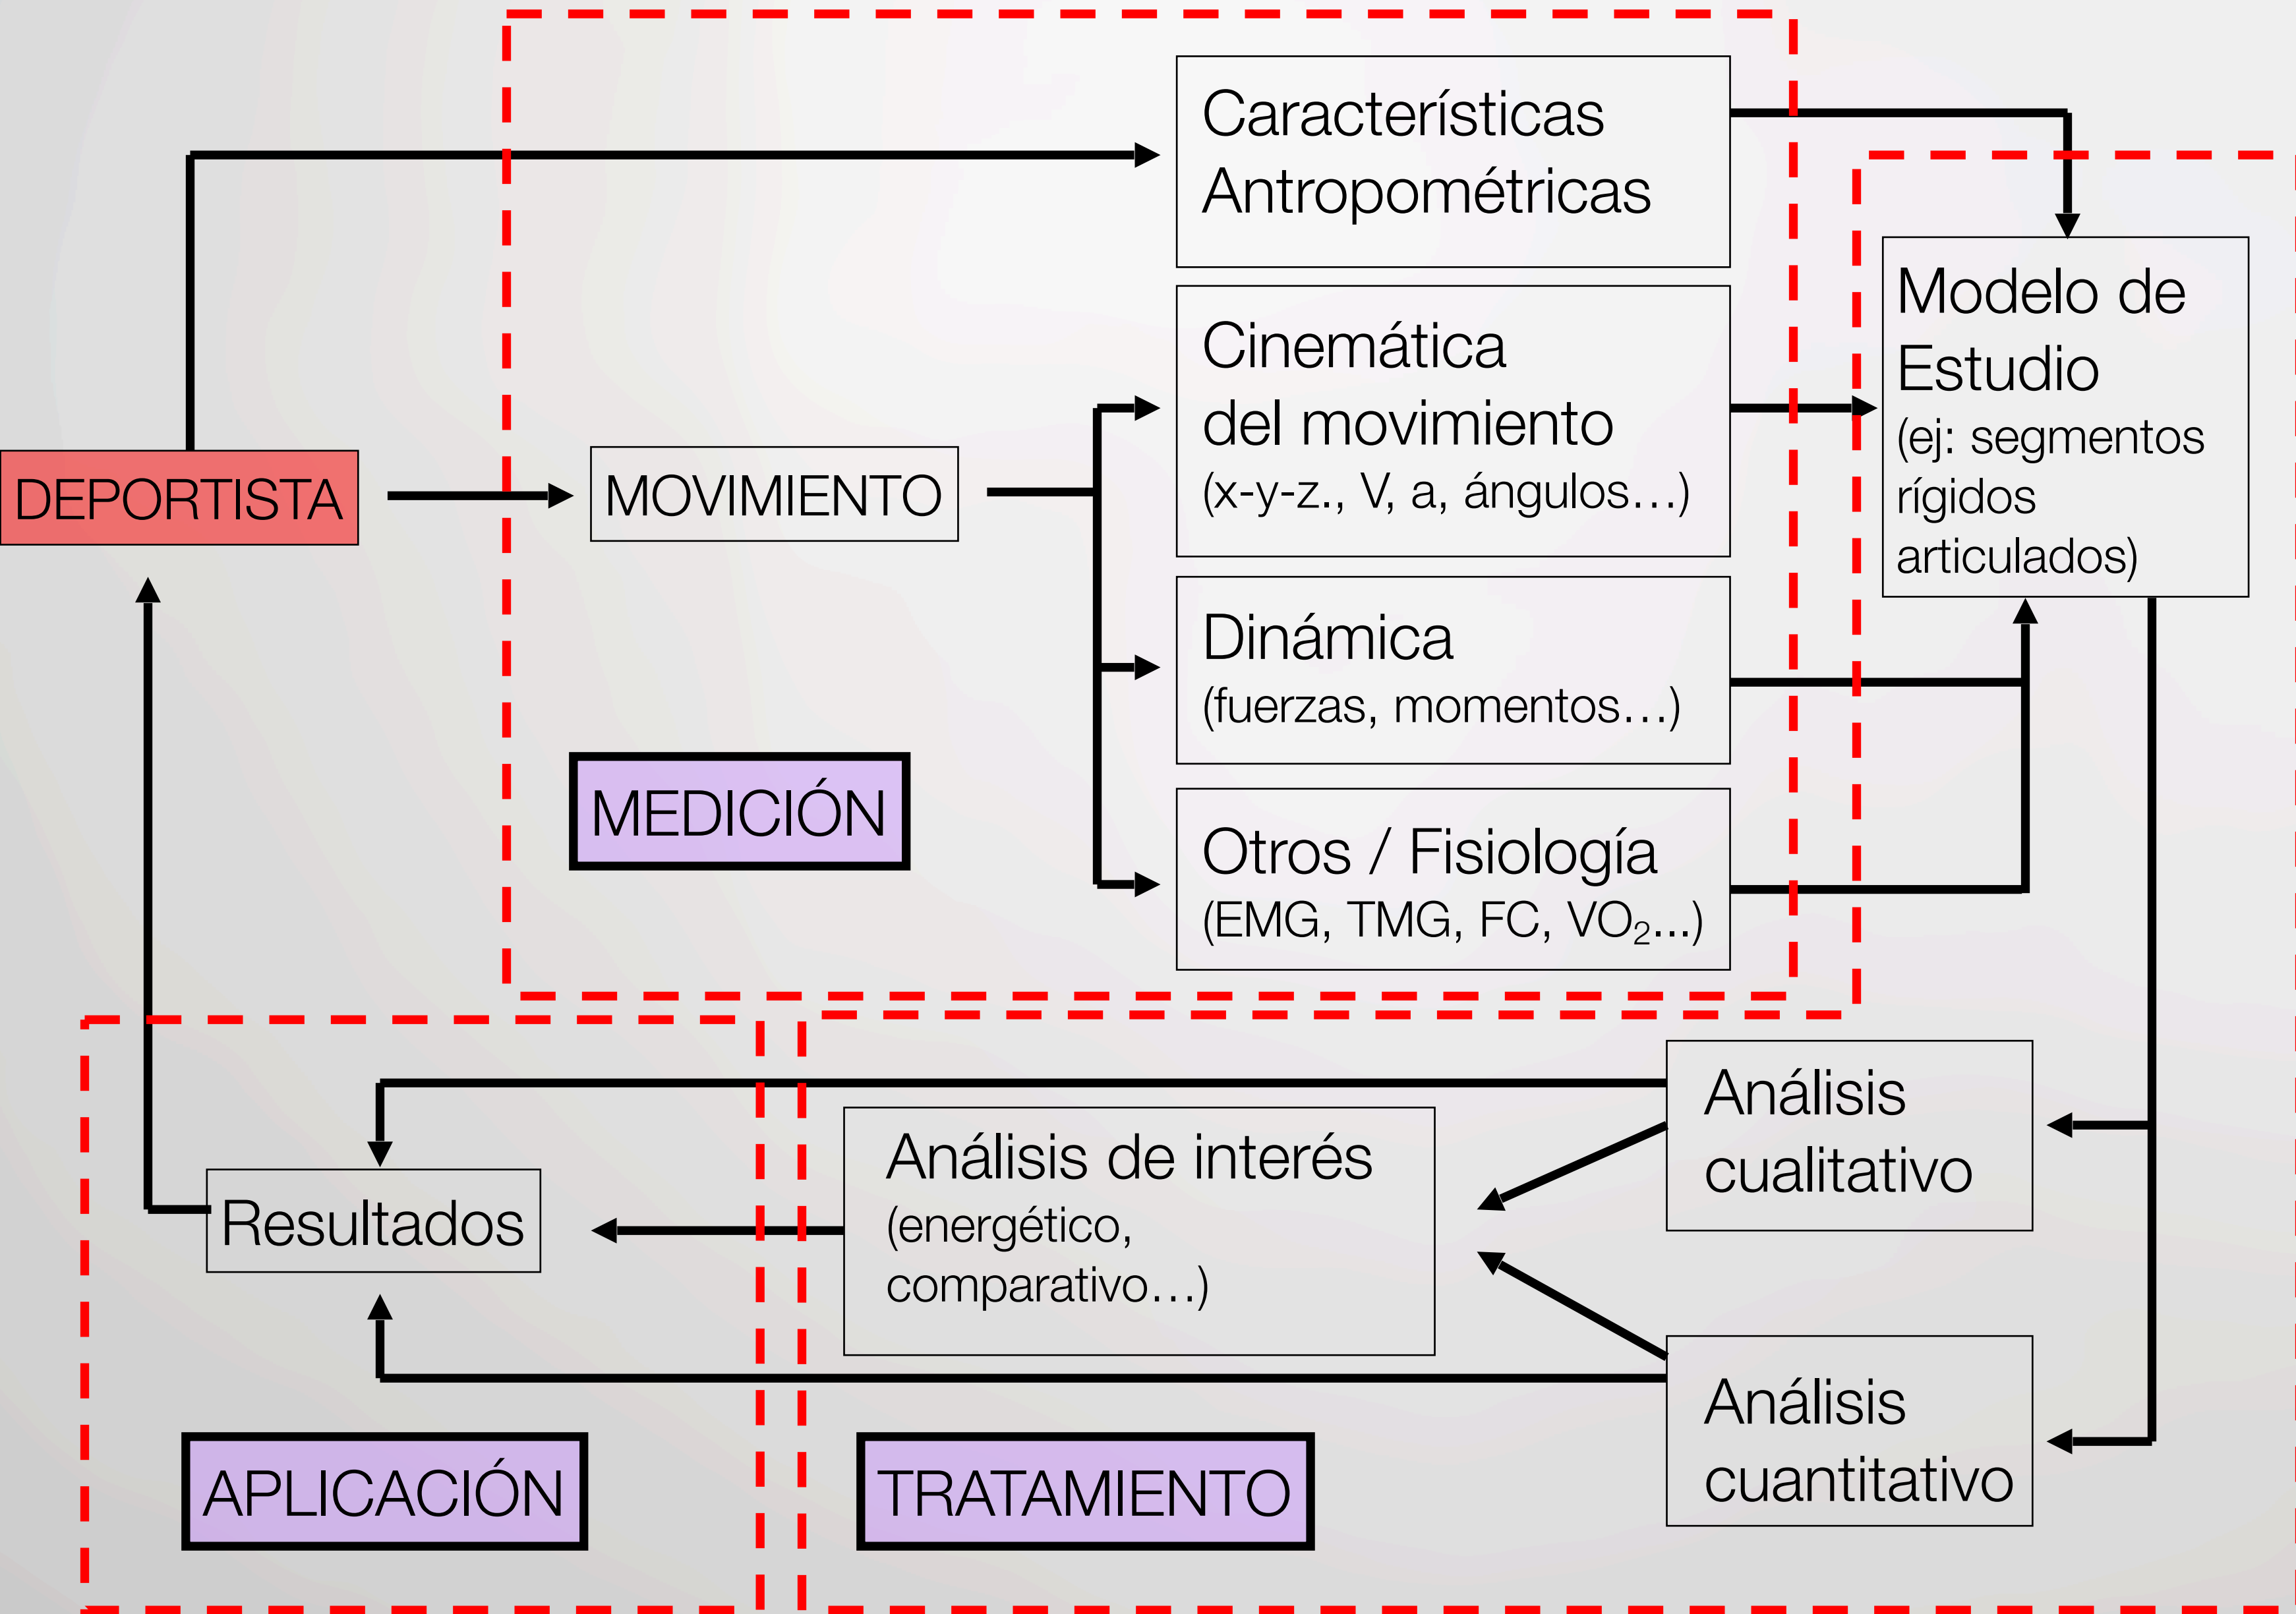 Características
Antropométricas
Cinemática
del movimiento
(x-y-z., V, a, ángulos…)
Modelo de
Estudio
(ej: segmentos
rígidos
articulados)
DEPORTISTA
MOVIMIENTO
Dinámica
(fuerzas, momentos…)
MEDICIÓN
Otros / Fisiología
(EMG, TMG, FC, VO₂...)
Análisis
cualitativo
Análisis de interés
(energético,
comparativo…)
Resultados
Análisis
cuantitativo
APLICACIÓN
TRATAMIENTO